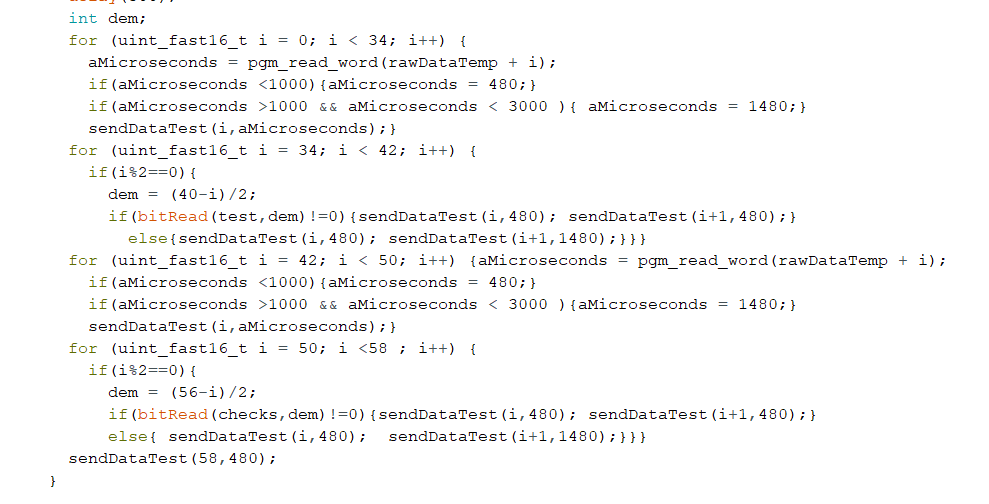 int dem;
for (uint_fast16_t i = 0; i < 34; i++) {
aMicroseconds = pgm_read_word(rawDataTemp + i);
if(aMicroseconds <1000){aMicroseconds = 480;}
if(aMicroseconds >1000 && aMicroseconds < 3000 ){ aMicroseconds = 1480;}
sendDataTest(i,aMicroseconds);}
for (uint_fast16_t i = 34; i < 42; i++) {
if(i%2==0){
dem = (40-i)/2;
if(bitRead(test,dem)!=0){sendDataTest(i,480); sendDataTest(i+1,480);}
else{sendDataTest(i,480); sendDataTest(i+1,1480);}}}
for (uint_fast16_t i = 42; i < 50; i++) {aMicroseconds = pgm_read_word(rawDataTemp + i);
if(aMicroseconds <1000){aMicroseconds = 480;}
if(aMicroseconds >1000 && aMicroseconds < 3000 ){aMicroseconds = 1480;}
sendDataTest(i,aMicroseconds);}
for (uint_fast16_t i = 50; i <58 ; i++) {
if(i%2==0){
dem = (56-i)/2;
if(bitRead(checks,dem)!=0){sendDataTest(i,480); sendDataTest(i+1,480);}
else{ sendDataTest(i,480);  sendDataTest(i+1,1480);}}}
sendDataTest(58,480);
}